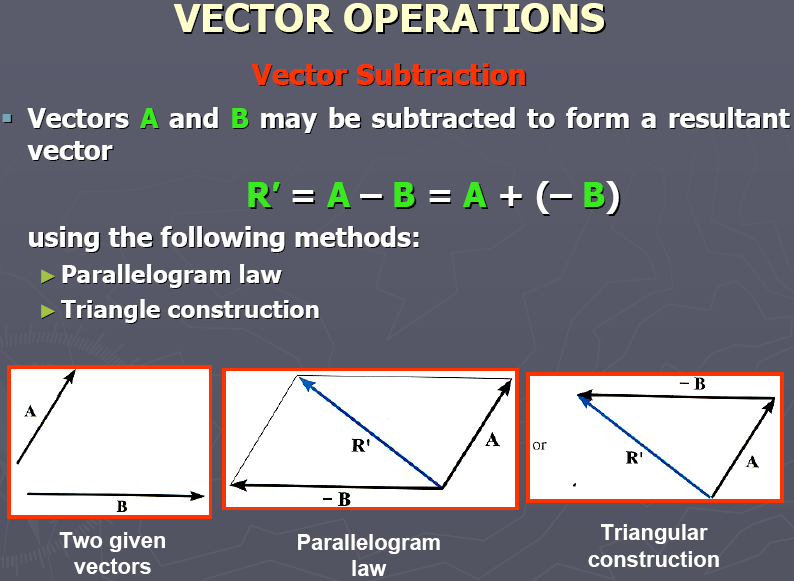 VECTOR OPERATIONS
Vector Subtraction
Vectors A and B may be subtracted to form a resultant
vector
R’ = A – B = A + (– B)
using the following methods:
Parallelogram law
Triangle construction
A
B
Two given
vectors
R'
A
– B
Parallelogram
law
or
– B
R'
A
Triangular
construction